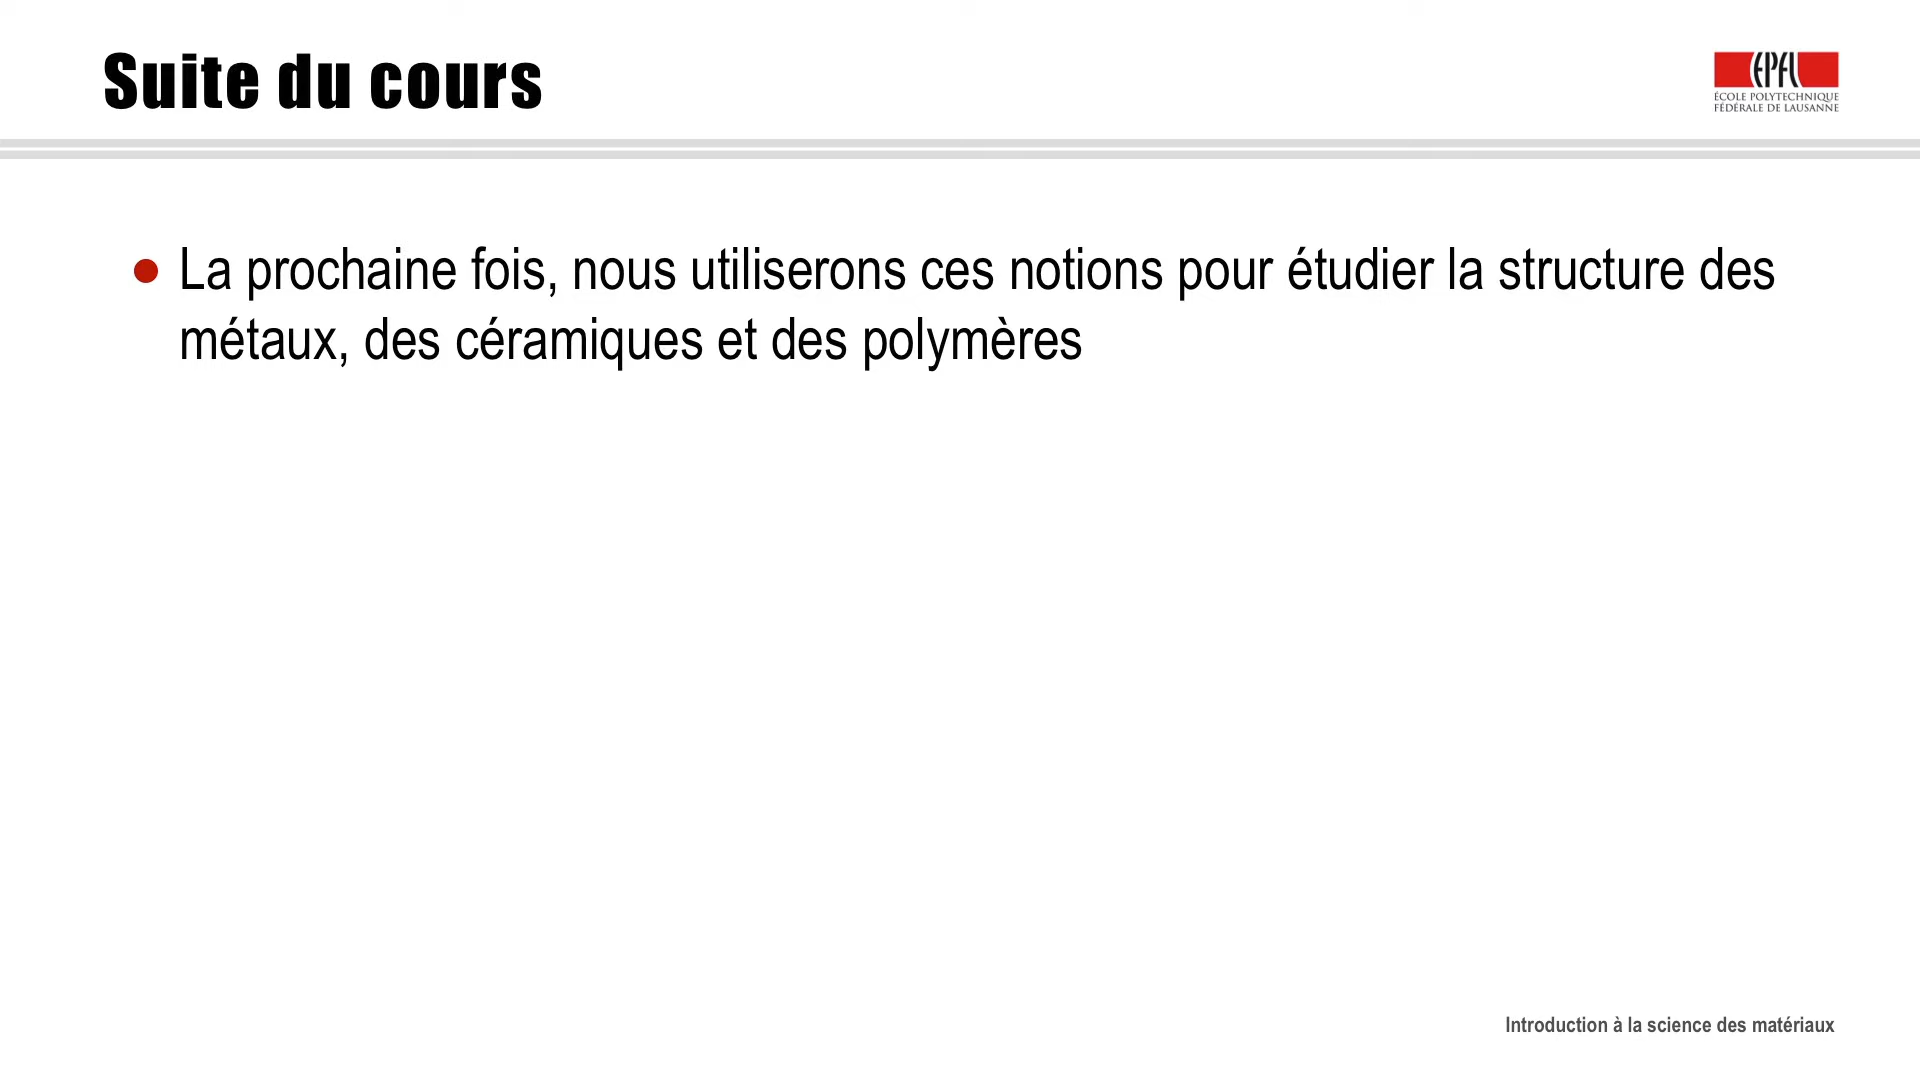 Suite du cours
EPFL
ÉCOLE POLYTECHNIQUE
FÉDÉRALE DE LAUSANNE
La prochaine fois, nous utiliserons ces notions pour étudier la structure des
métaux, des céramiques et des polymères
Introduction à la science des matériaux